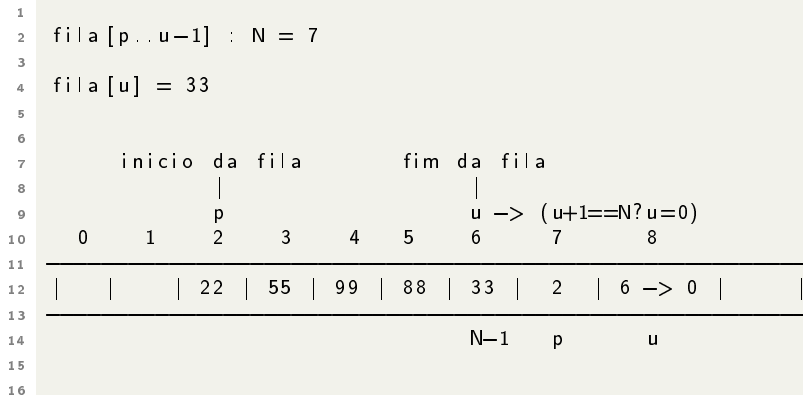 1
2 fila[p..u-1] : N = 7
3
4 fila[u] = 33
5
6
7 inicio da fila fim da fila
8 | |
9 p u -> (u+1==N?u=0)
10 0 1 2 3 4 5 6 7 8
11
12 | | | 22 | 55 | 99 | 88 | 33 | 2 | 6 -> 0 | |
13
14 N-1 p u
15
16